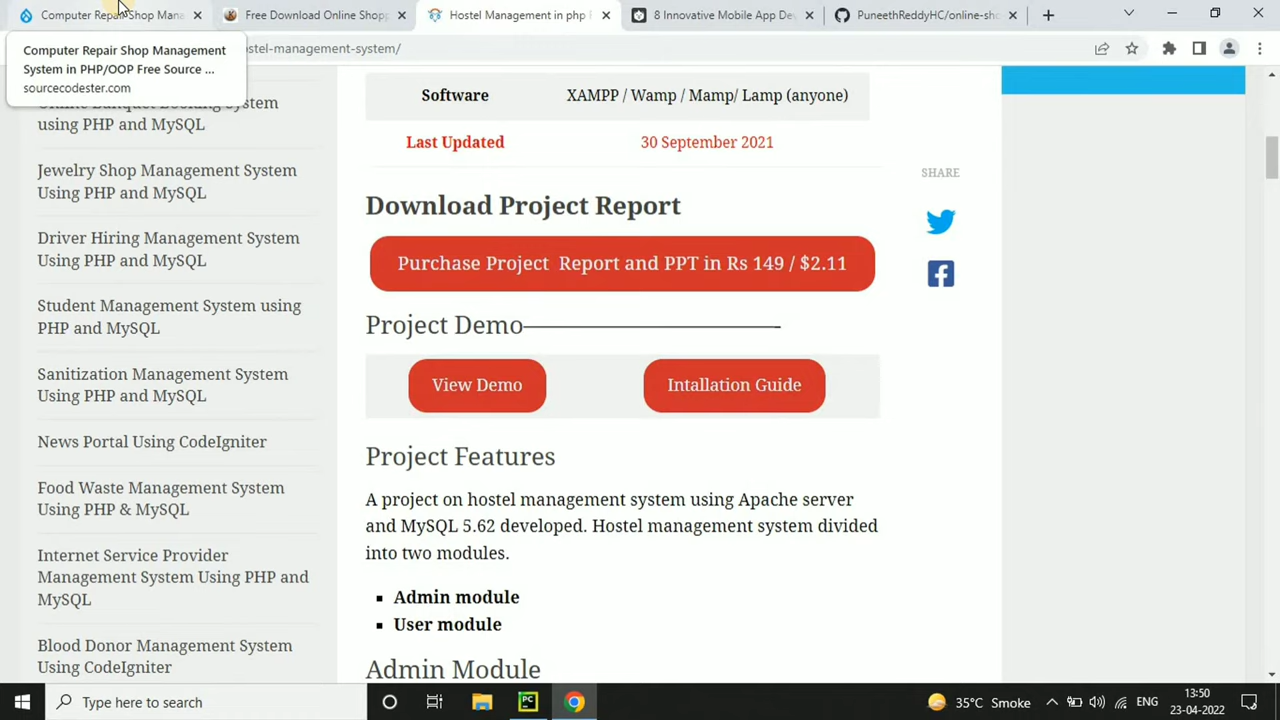 Computer Repair Shop Mana
Free Download Online Shopp
Hostel Management in php F
8 Innovative Mobile App De
PuneethReddyHC/online-sho
Computer Repair Shop Management
System in PHP/OOP Free Source ...
sourcecodester.com
ostel-management-system/
Online Banquet Booking System
using PHP and MySQL
Jewelry Shop Management System
Using PHP and MySQL
Driver Hiring Management System
Using PHP and MySQL
Student Management System using
PHP and MySQL
Sanitization Management System
Using PHP and MySQL
News Portal Using CodeIgniter
Food Waste Management System
Using PHP & MySQL
Internet Service Provider
Management System Using PHP and
MySQL
Blood Donor Management System
Using CodeIgniter
Software XAMPP / Wamp / Mamp/ Lamp (anyone)
Last Updated 30 September 2021
Download Project Report
Purchase Project Report and PPT in Rs 149 / $2.11
Project Demo—————————————-
View Demo
Intallation Guide
Project Features
A project on hostel management system using Apache server
and MySQL 5.62 developed. Hostel management system divided
into two modules.
Admin module
User module
Admin Module
SHARE
Type here to search
35°C Smoke
ENG
13:50
23-04-2022